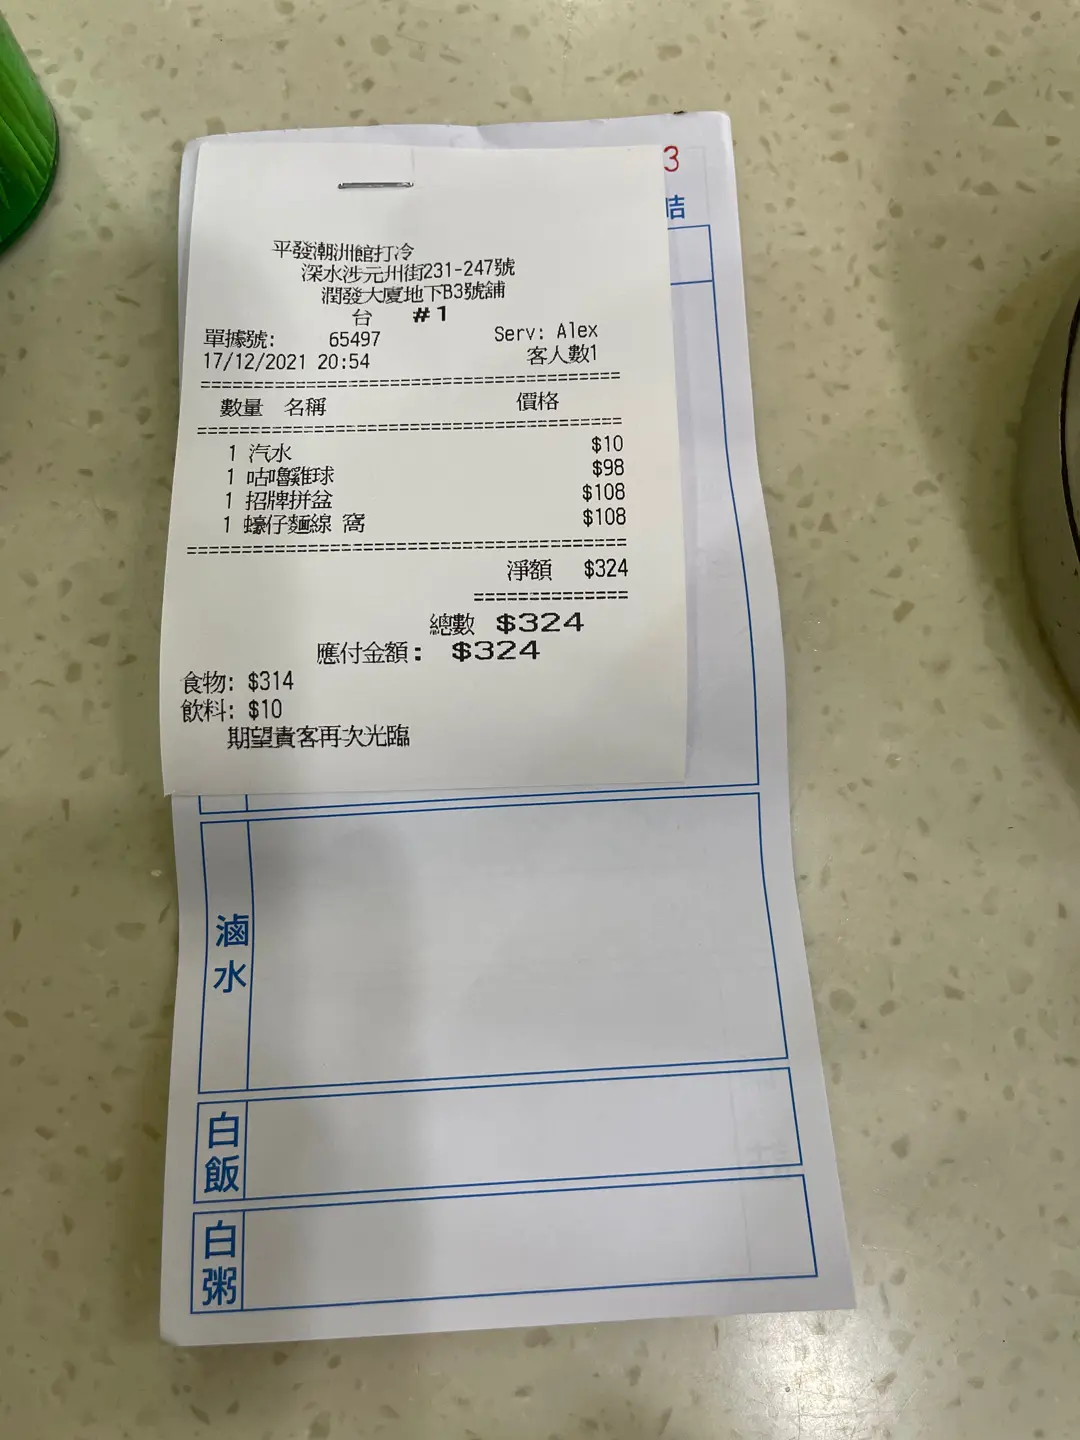 3
咭
平發潮洲館打冷
深水涉元州街231-247號
潤發大廈地下B3號舖
台 #1
單據號: 65497 Serv: Alex
17/12/2021 20:54 客人數1
數量 名稱 價格
1 汽水 $10
1 咕嚕雞球 $98
1 招牌拼盆 $108
1 蠔仔麵線 窩 $108
淨額 $324
總數 $324
應付金額: $324
食物: $314
飲料: $10
期望貴客再次光臨
滷水
白飯
白粥